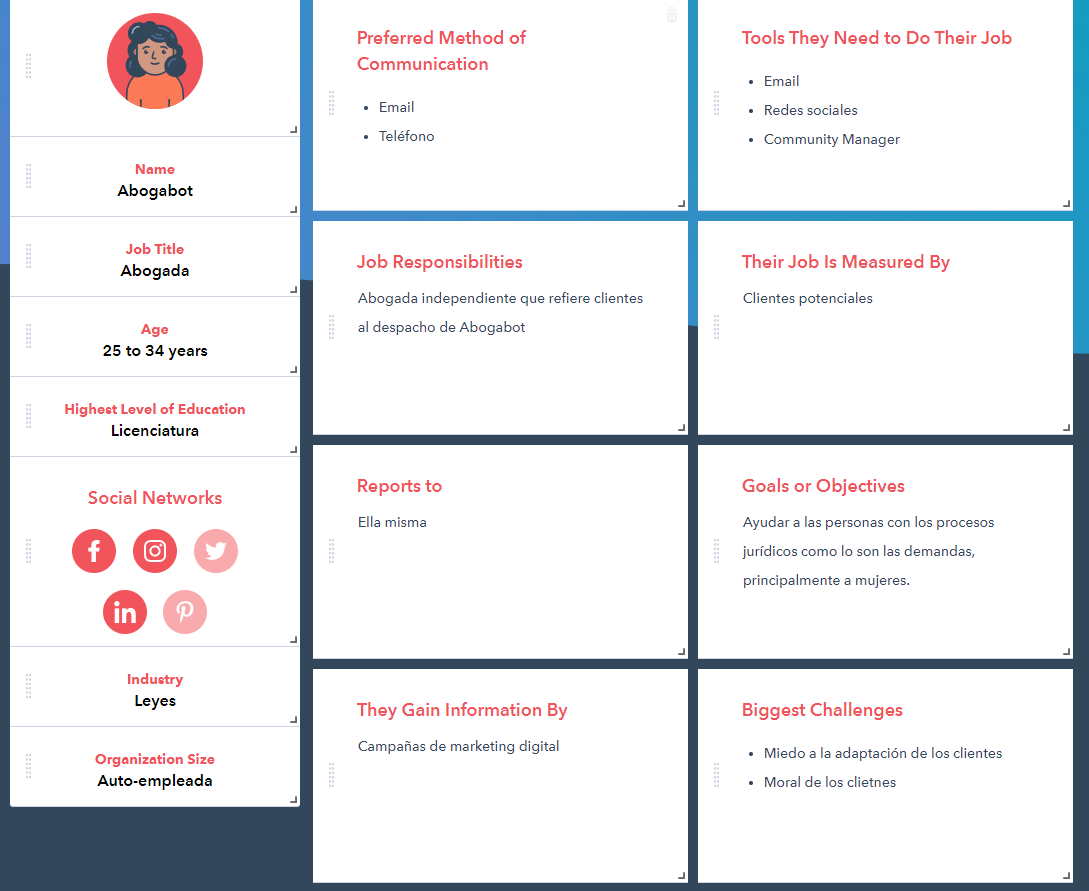 Name
Abogabot
Job Title
Abogada
Age
25 to 34 years
Highest Level of Education
Licenciatura
Social Networks
in
Industry
Leyes
Organization Size
Auto-empleada
Preferred Method of
Communication
Email
Teléfono
Tools They Need to Do Their Job
Email
Redes sociales
Community Manager
Job Responsibilities
Abogada independiente que refiere clientes
al despacho de Abogabot
Their Job Is Measured By
Clientes potenciales
Reports to
Ella misma
Goals or Objectives
Ayudar a las personas con los procesos
jurídicos como lo son las demandas,
principalmente a mujeres.
They Gain Information By
Campañas de marketing digital
Biggest Challenges
Miedo a la adaptación de los clientes
Moral de los clietnes